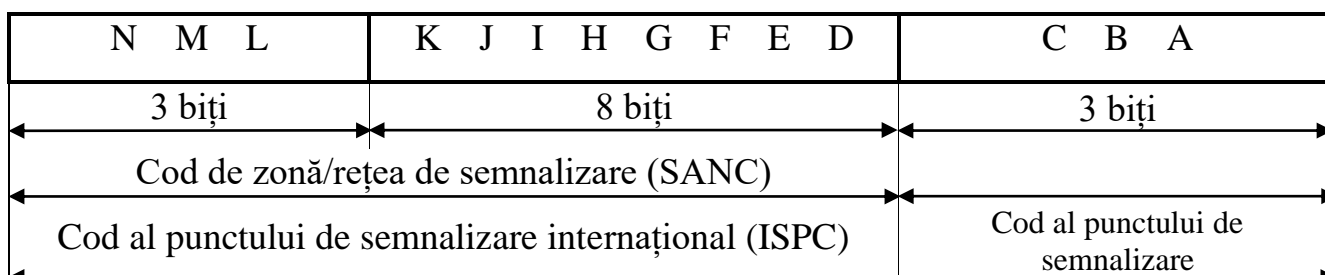 N M L K J I H G F E D C B A
3 biți 8 biți 3 biți
Cod de zonă/rețea de semnalizare (SANC)
Cod al punctului de semnalizare internațional (ISPC)
Cod al punctului de
semnalizare